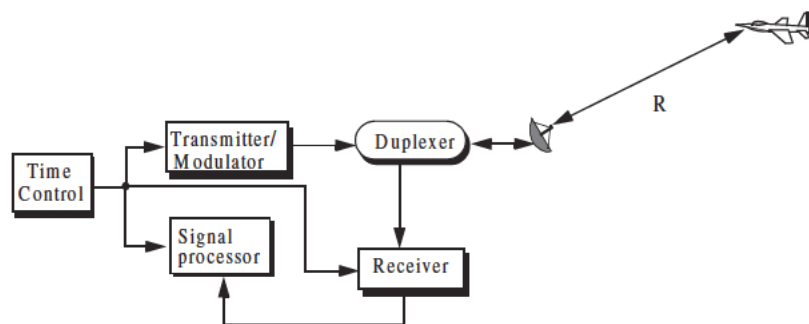 R
Transmitter/
Modulator
Duplexer
Time
Control
Signal
processor
Receiver